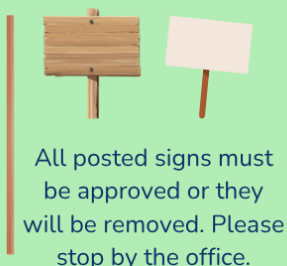 All posted signs must
be approved or they
will be removed. Please
stop by the office.